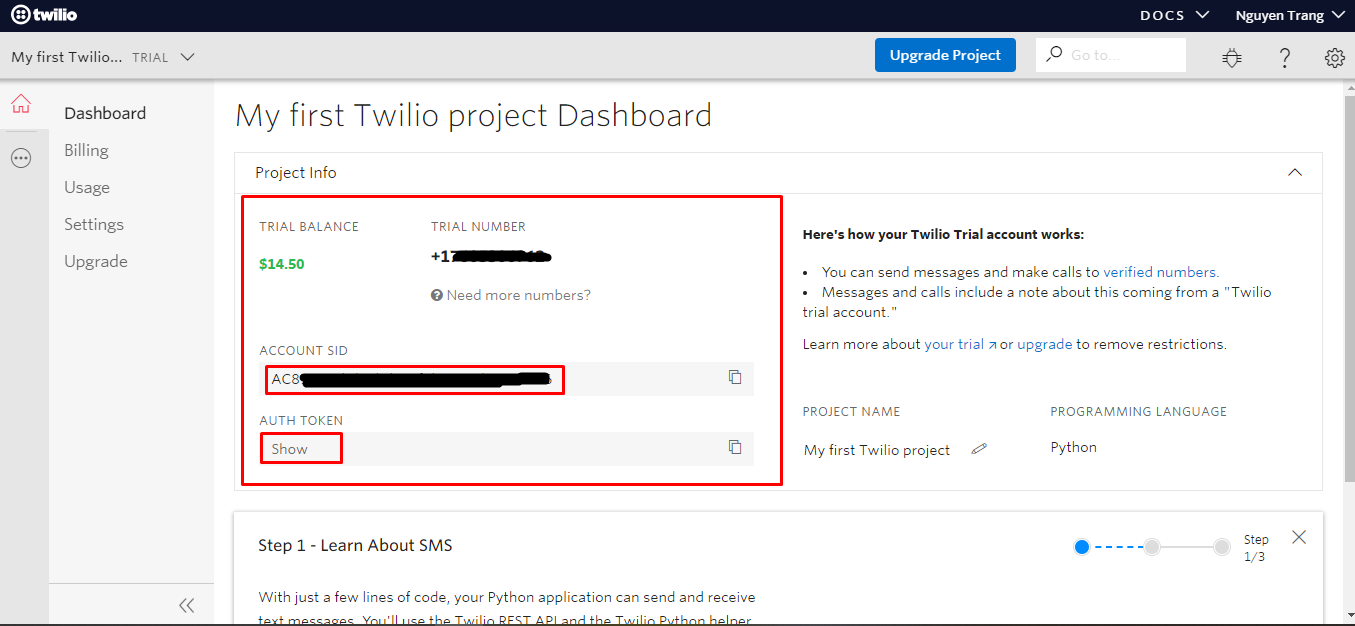 twilio
DOCS
Nguyen Trang
My first Twilio... TRIAL
Upgrade Project
Go to...
Dashboard
Billing
Usage
Settings
Upgrade
My first Twilio project Dashboard
Project Info
TRIAL BALANCE
$14.50
TRIAL NUMBER
+1
Need more numbers?
ACCOUNT SID
AC8
AUTH TOKEN
Show
Here's how your Twilio Trial account works:
• You can send messages and make calls to verified numbers.
• Messages and calls include a note about this coming from a "Twilio
trial account."
Learn more about your trial or upgrade to remove restrictions.
PROJECT NAME
My first Twilio project
PROGRAMMING LANGUAGE
Python
Step 1 - Learn About SMS
Step
1/3
With just a few lines of code, your Python application can send and receive
text messages. You'll use the Twilio REST API and the Twilio Python helper